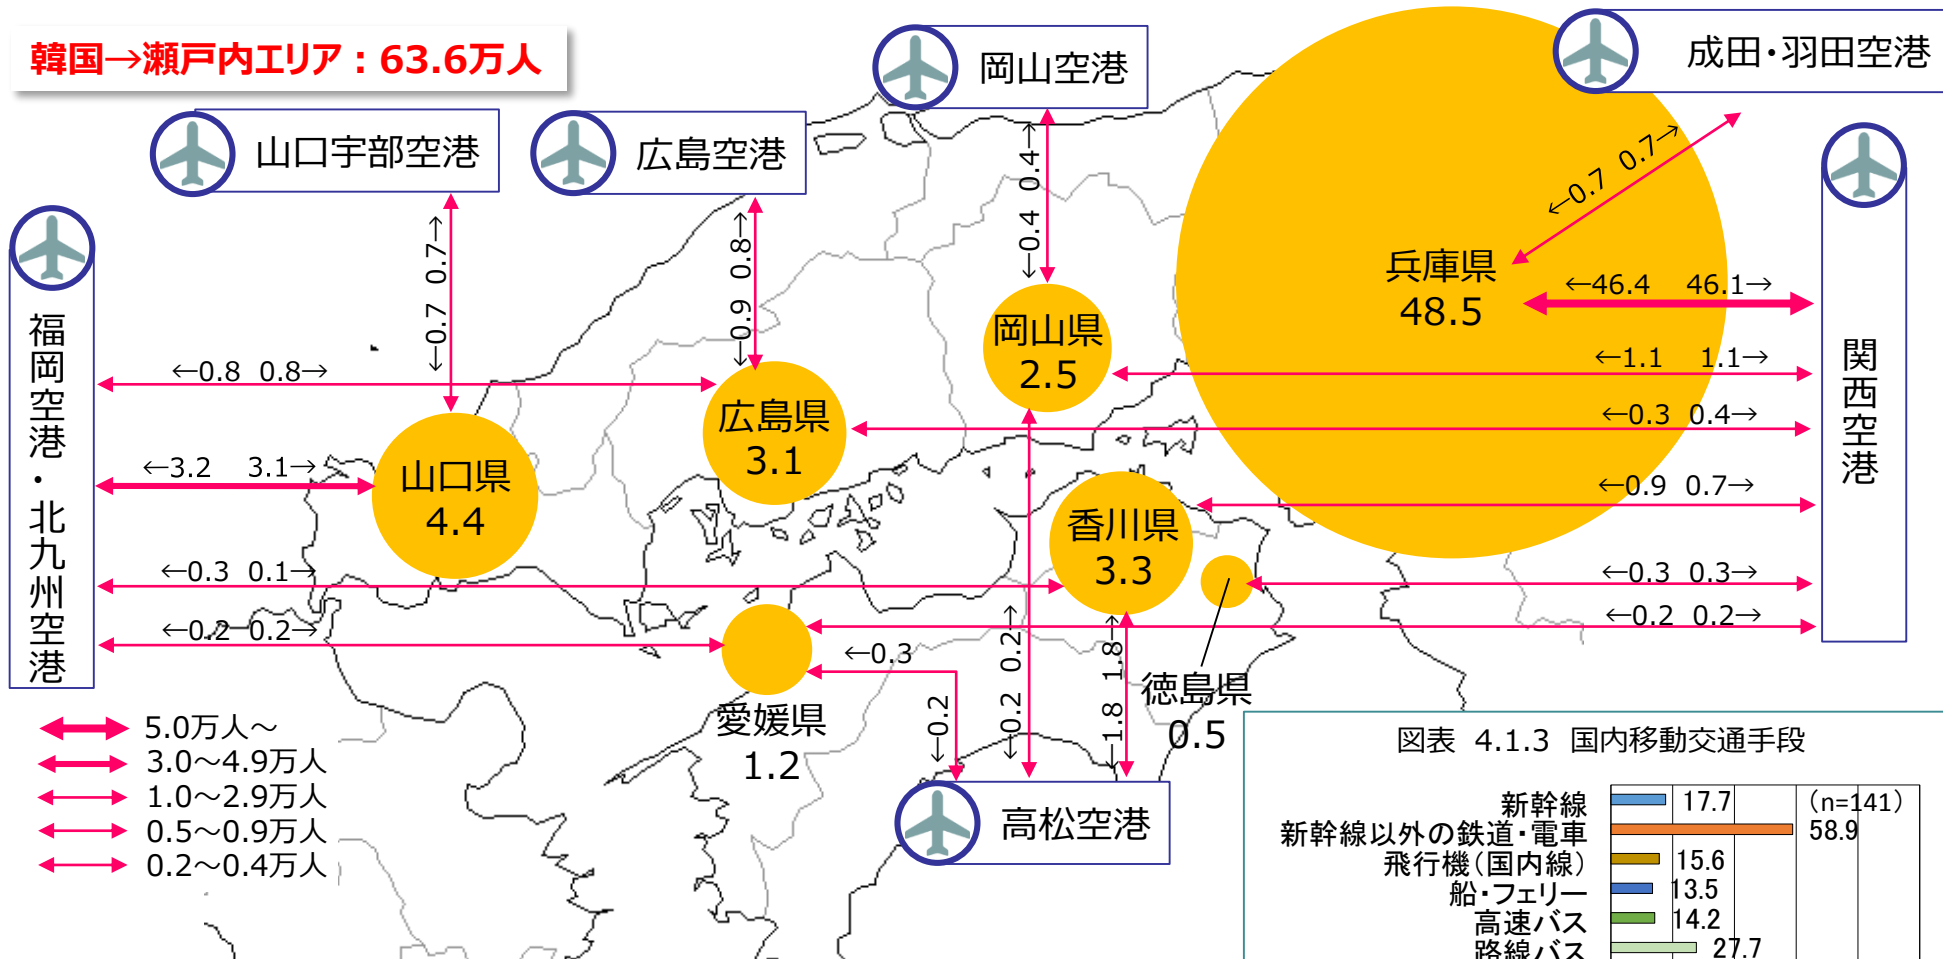 韓国→瀬戸内エリア：63.6万人
岡山空港
成田・羽田空港
山口宇部空港
広島空港
福岡空港・北九州空港
関西空港
高松空港
←0.7 0.7→
←0.9 0.8→
←0.4 0.4→
←0.7 0.7→
兵庫県
48.5
←46.4 46.1→
岡山県
2.5
←1.1 1.1→
←0.8 0.8→
広島県
3.1
←0.3 0.4→
山口県
4.4
←3.2 3.1→
←0.9 0.7→
香川県
3.3
←0.3 0.1→
←0.3 0.3→
←0.2 0.2→
←0.2 0.2→
←0.3
←0.2
←0.2 0.2→
←1.8 1.8→
徳島県
0.5
愛媛県
1.2
5.0万人～
3.0～4.9万人
1.0～2.9万人
0.5～0.9万人
0.2～0.4万人
図表 4.1.3 国内移動交通手段
(n=141)
新幹線 17.7
新幹線以外の鉄道・電車 58.9
飛行機(国内線) 15.6
船・フェリー 13.5
高速バス 14.2
路線バス 27.7